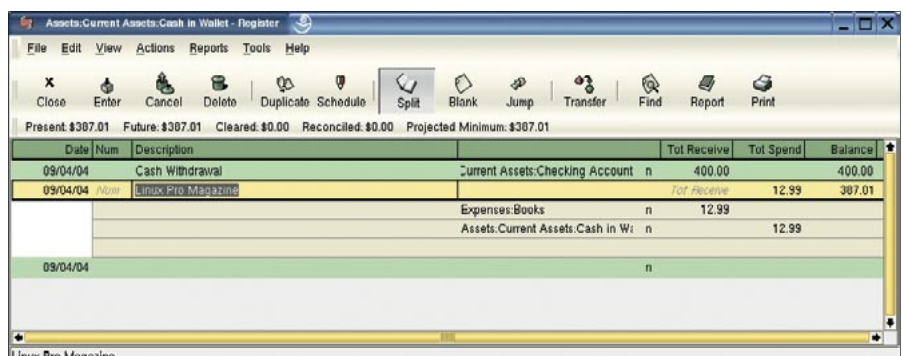 Assets:Current Assets:Cash in Wallet - Register
File Edit View Actions Reports Tools Help
Close Enter Cancel Delete Duplicate Schedule Split Blank Jump Transfer Find Report Print
Present:$387.01 Future:$387.01 Cleared:$0.00 Reconciled:$0.00 Projected Minimum:$387.01
Date Num Description Tot Receive Tot Spend Balance
09/04/04 Cash Withdrawal Current Assets:Checking Account n 400.00 400.00
09/04/04 Num Linux Pro Magazine Tot Receive 12.99 387.01
Expenses:Books n 12.99
Assets:Current Assets:Cash in Wa n 12.99
09/04/04 n
Linux Pro Magazine